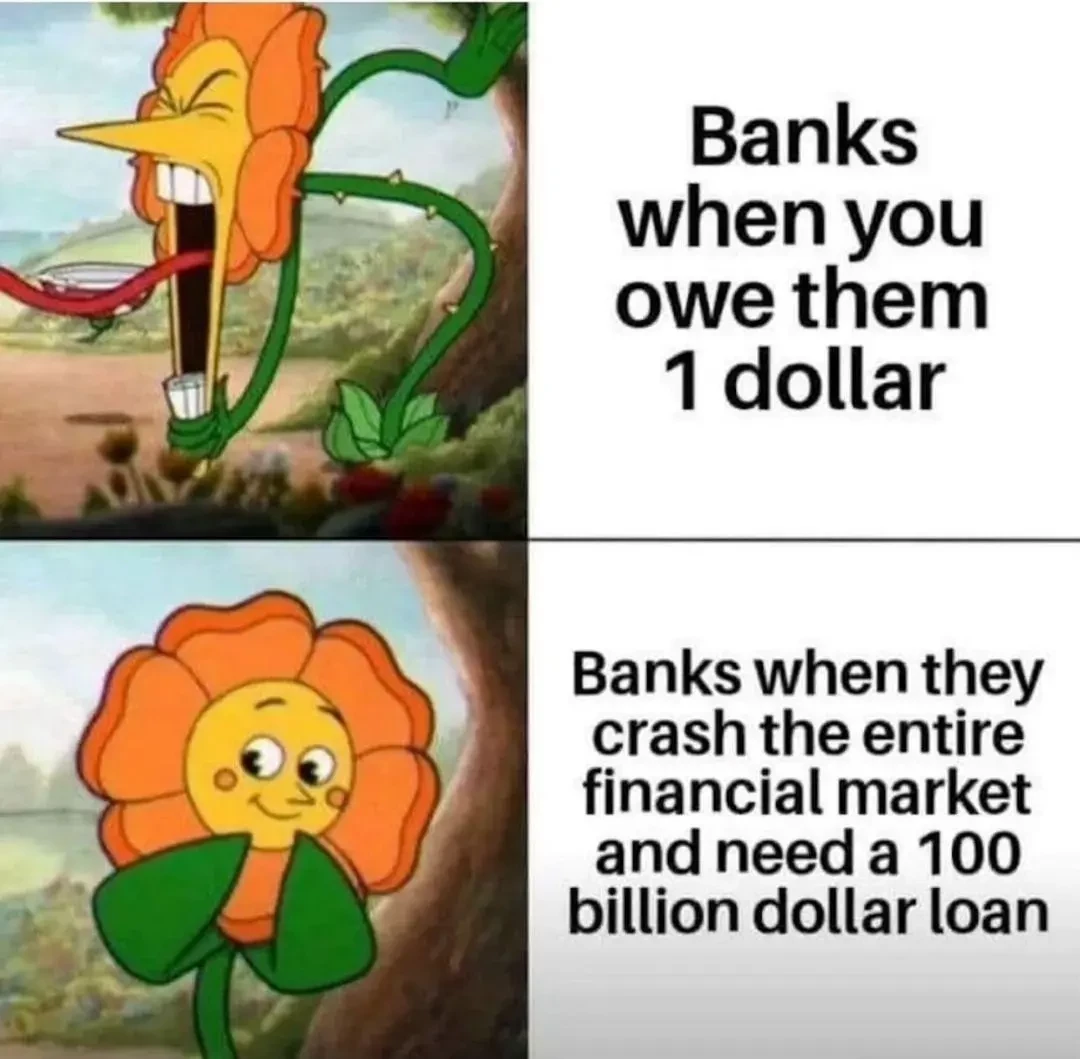 Banks
when you
owe them
1 dollar
Banks when they
crash the entire
financial market
and need a 100
billion dollar loan